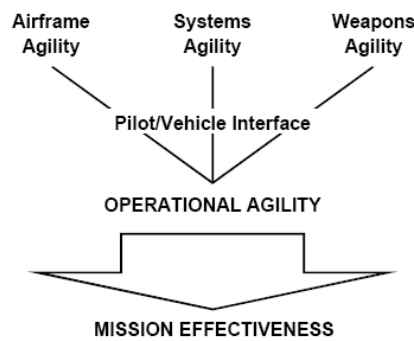 Airframe Agility
Systems Agility
Weapons Agility
Pilot/Vehicle Interface
OPERATIONAL AGILITY
MISSION EFFECTIVENESS